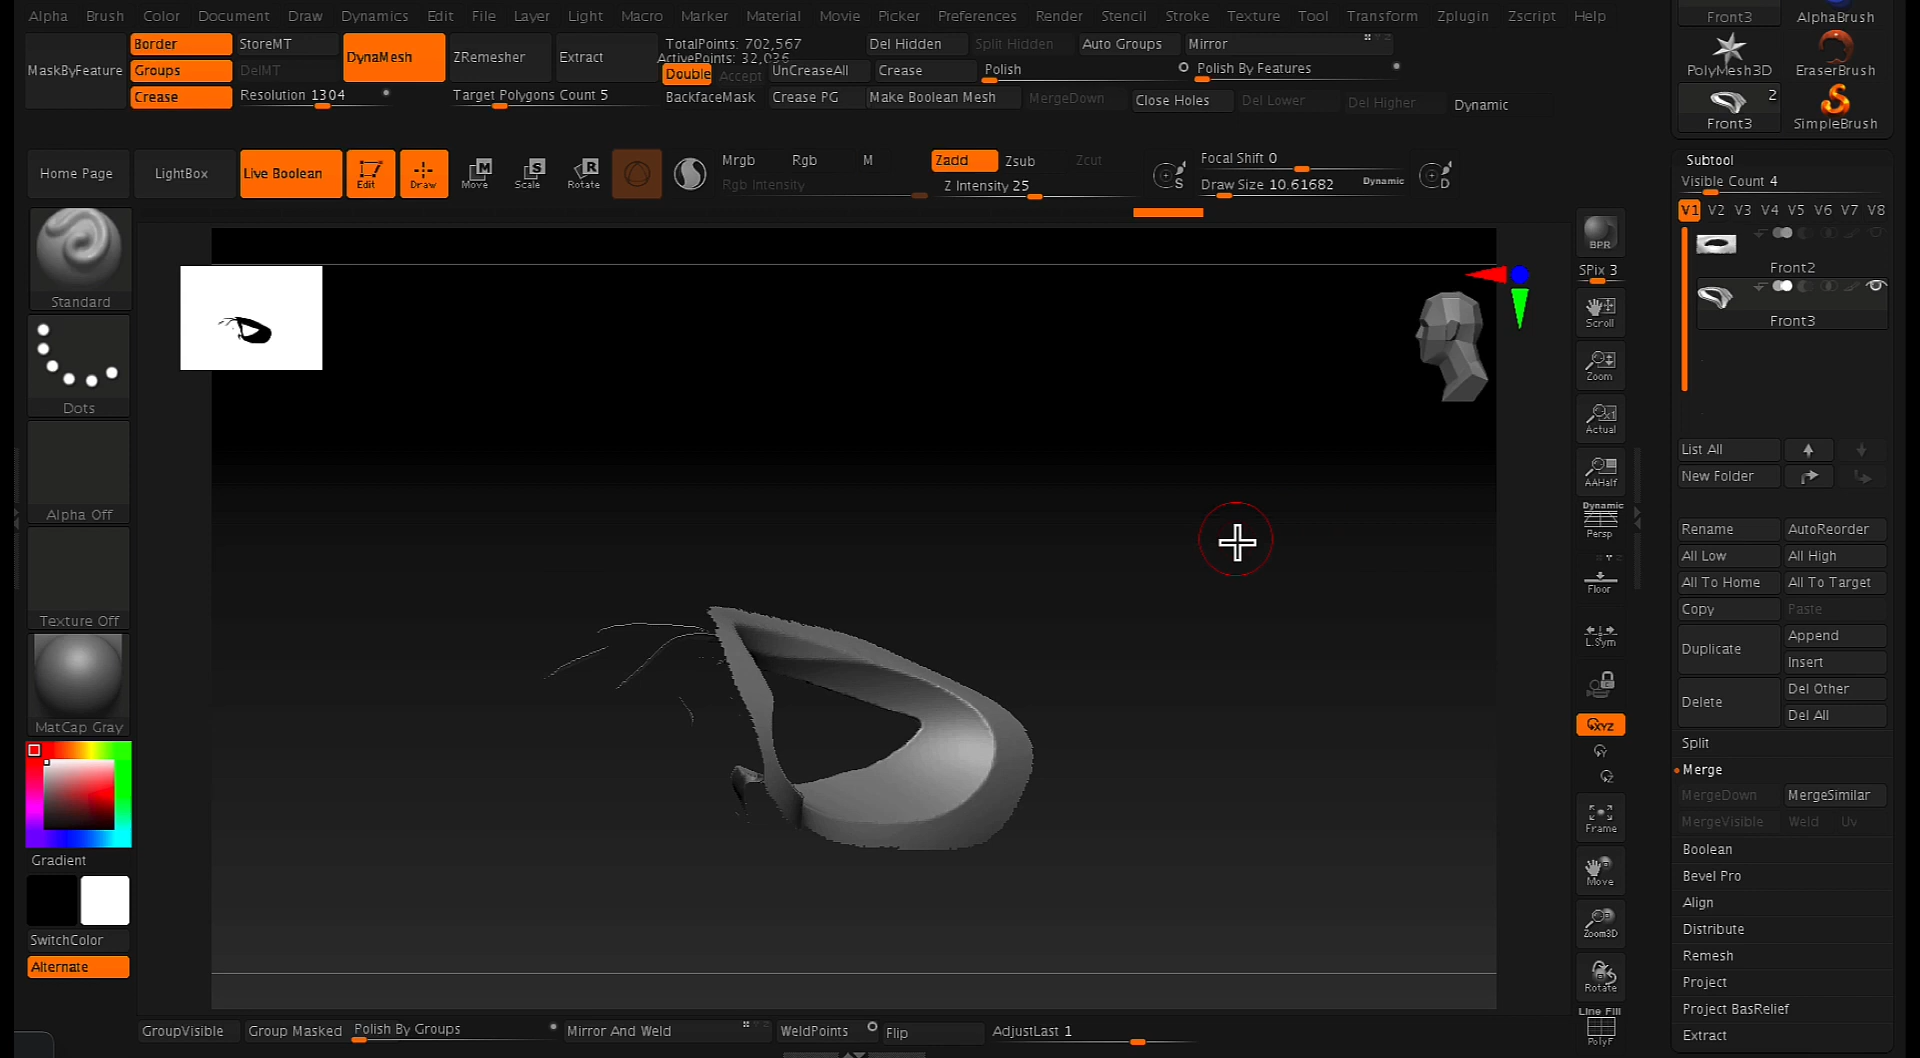 Alpha Brush Color Document Draw Dynamics Edit File Layer Light Macro Marker Material Movie Picker Preferences Render Stencil Stroke Texture Tool Transform Zplugin Zscript Help
Front3 AlphaBrush
MaskByFeature Border StoreMT DynaMesh ZRemesher Extract TotalPoints: 702,567 Del Hidden Split Hidden Auto Groups Mirror
ActivePoints: 32,036
Groups DelMT Double Accept UnCreaseAll Crease Polish Polish By Features PolyMesh3D EraserBrush
Crease Resolution 1304 Target Polygons Count 5 BackfaceMask Crease PG Make Boolean Mesh MergeDown Close Holes Del Lower Del Higher Dynamic
2
Front3 SimpleBrush
Home Page LightBox Live Boolean Edit Draw Move Scale Rotate Mrgb Rgb M Zadd Zsub Zcut Focal Shift 0
Rgb Intensity Z Intensity 25 S Draw Size 10.61682 Dynamic D
Subtool
Visible Count 4
V1 V2 V3 V4 V5 V6 V7 V8
Front2
Front3
Standard
Dots
Alpha Off
Texture Off
MatCap Gray
Gradient
SwitchColor
Alternate
BPR
SPix 3
Scroll
Zoom
Actual
AAHalf
Dynamic
Persp
Floor
L.Sym
XYZ
Frame
Move
Zoom3D
Rotate
Line Fill
PolyF
List All
New Folder
Rename AutoReorder
All Low All High
All To Home All To Target
Copy Paste
Duplicate Append
Insert
Delete Del Other
Del All
Split
Merge
MergeDown MergeSimilar
MergeVisible Weld Uv
Boolean
Bevel Pro
Align
Distribute
Remesh
Project
Project BasRelief
Extract
GroupVisible Group Masked Polish By Groups Mirror And Weld WeldPoints Flip AdjustLast 1